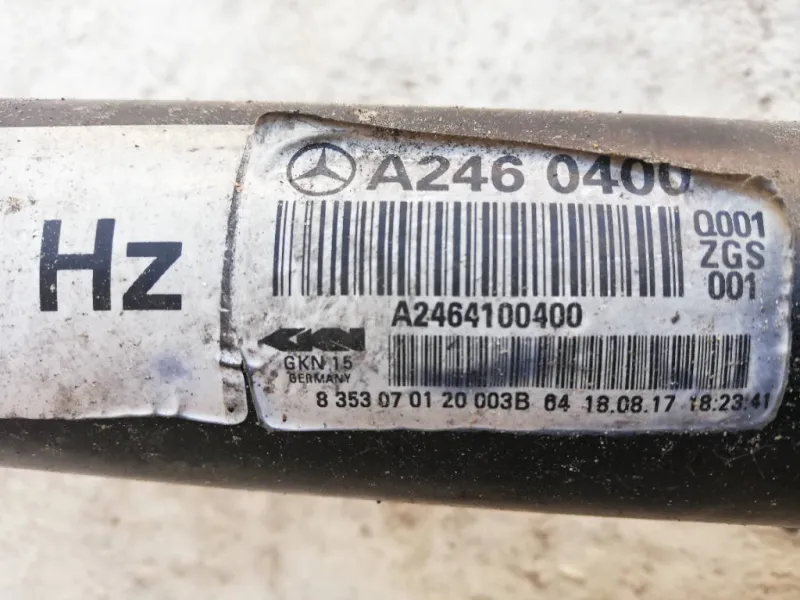 Hz
A246 0400
Q001
ZGS
001
A2464100400
GKN
GKN 15
GERMANY
8 353 07 01 20 003B 64 18.08.17 18:23:41